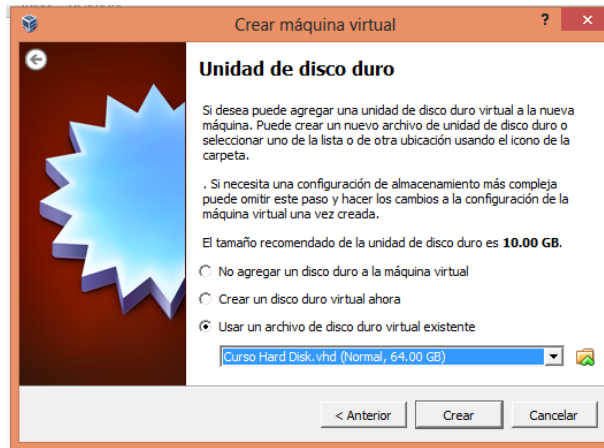 Crear máquina virtual
?
x
Unidad de disco duro
Si desea puede agregar una unidad de disco duro virtual a la nueva
máquina. Puede crear un nuevo archivo de unidad de disco duro o
seleccionar uno de la lista o de otra ubicación usando el icono de la
carpeta.
. Si necesita una configuración de almacenamiento más compleja
puede omitir este paso y hacer los cambios a la configuración de la
máquina virtual una vez creada.
El tamaño recomendado de la unidad de disco duro es 10.00 GB.
No agregar un disco duro a la máquina virtual
Crear un disco duro virtual ahora
Usar un archivo de disco duro virtual existente
Curso Hard Disk.vhd (Normal, 64.00 GB)
< Anterior
Crear
Cancelar